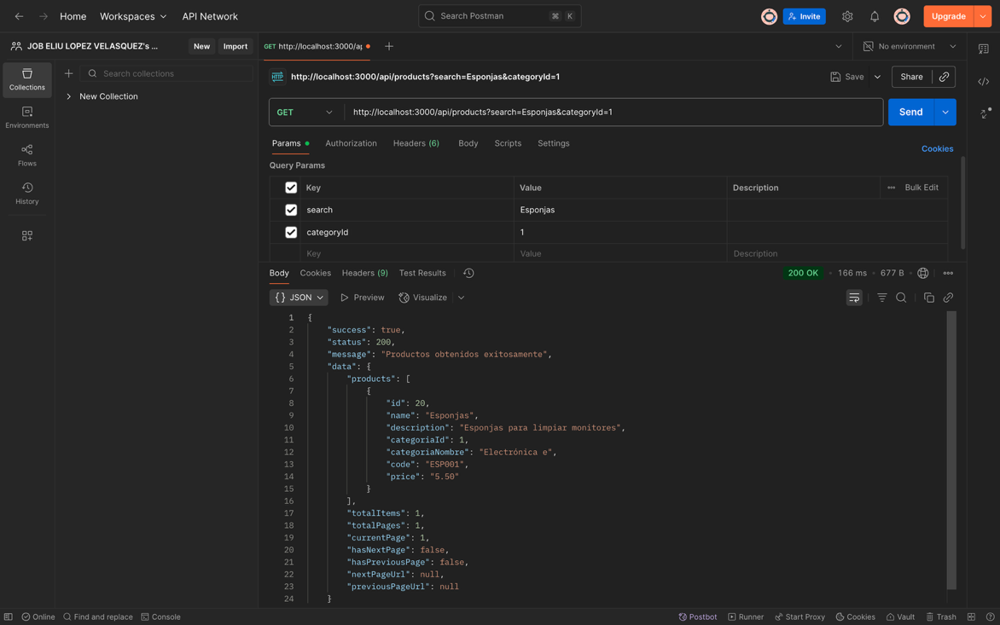 Home Workspaces API Network Search Postman ⌘ K Invite Upgrade
JOB ELIU LOPEZ VELASQUEZ's ... New Import GET http://localhost:3000/ap No environment
Collections
Environments
Flows
History
Search collections
New Collection
HTTP http://localhost:3000/api/products?search=Esponjas&categoryId=1 Save Share
GET http://localhost:3000/api/products?search=Esponjas&categoryId=1 Send
Params Authorization Headers (6) Body Scripts Settings Cookies
Query Params
Key Value Description Bulk Edit
search Esponjas
categoryId 1
Key Value Description
Body Cookies Headers (9) Test Results 200 OK 166 ms 677 B
{} JSON Preview Visualize
1 {
2 "success": true,
3 "status": 200,
4 "message": "Productos obtenidos exitosamente",
5 "data": {
6 "products": [
7 {
8 "id": 20,
9 "name": "Esponjas",
10 "description": "Esponjas para limpiar monitores",
11 "categoriaId": 1,
12 "categoriaNombre": "Electrónica e",
13 "code": "ESP001",
14 "price": "5.50"
15 }
16 ],
17 "totalItems": 1,
18 "totalPages": 1,
19 "currentPage": 1,
20 "hasNextPage": false,
21 "hasPreviousPage": false,
22 "nextPageUrl": null,
23 "previousPageUrl": null
24 }
Online Find and replace Console Postbot Runner Start Proxy Cookies Vault Trash